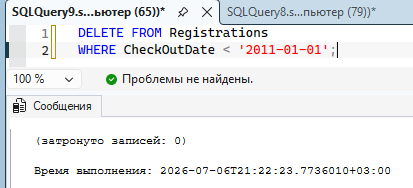 SQLQuery9.s...ьютер (65))*
SQLQuery8.s...пьютер (79))*
1 DELETE FROM Registrations
2 WHERE CheckOutDate < '2011-01-01';
100 %
Проблемы не найдены.
Сообщения
(затронуто записей: 0)
Время выполнения: 2026-07-06T21:22:23.7736010+03:00